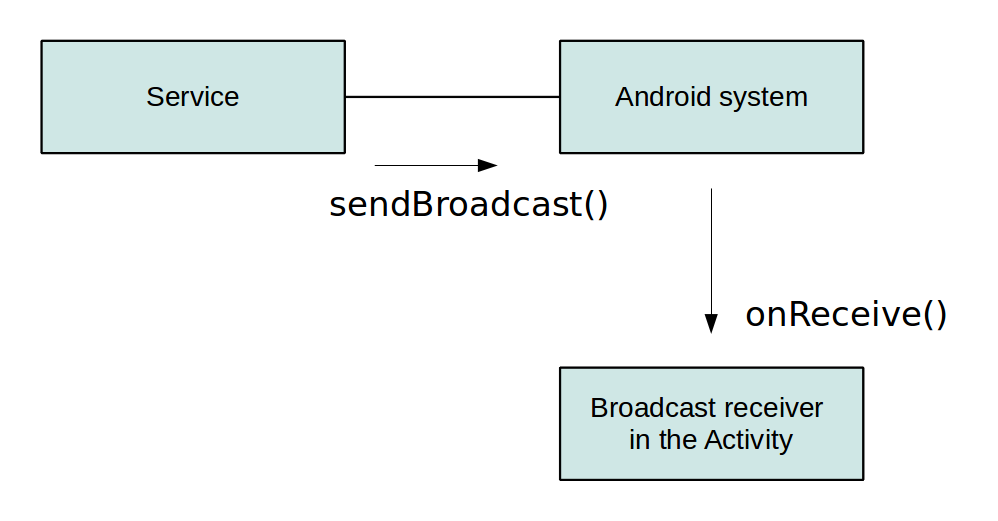 Service
Android system
sendBroadcast()
onReceive()
Broadcast receiver
in the Activity